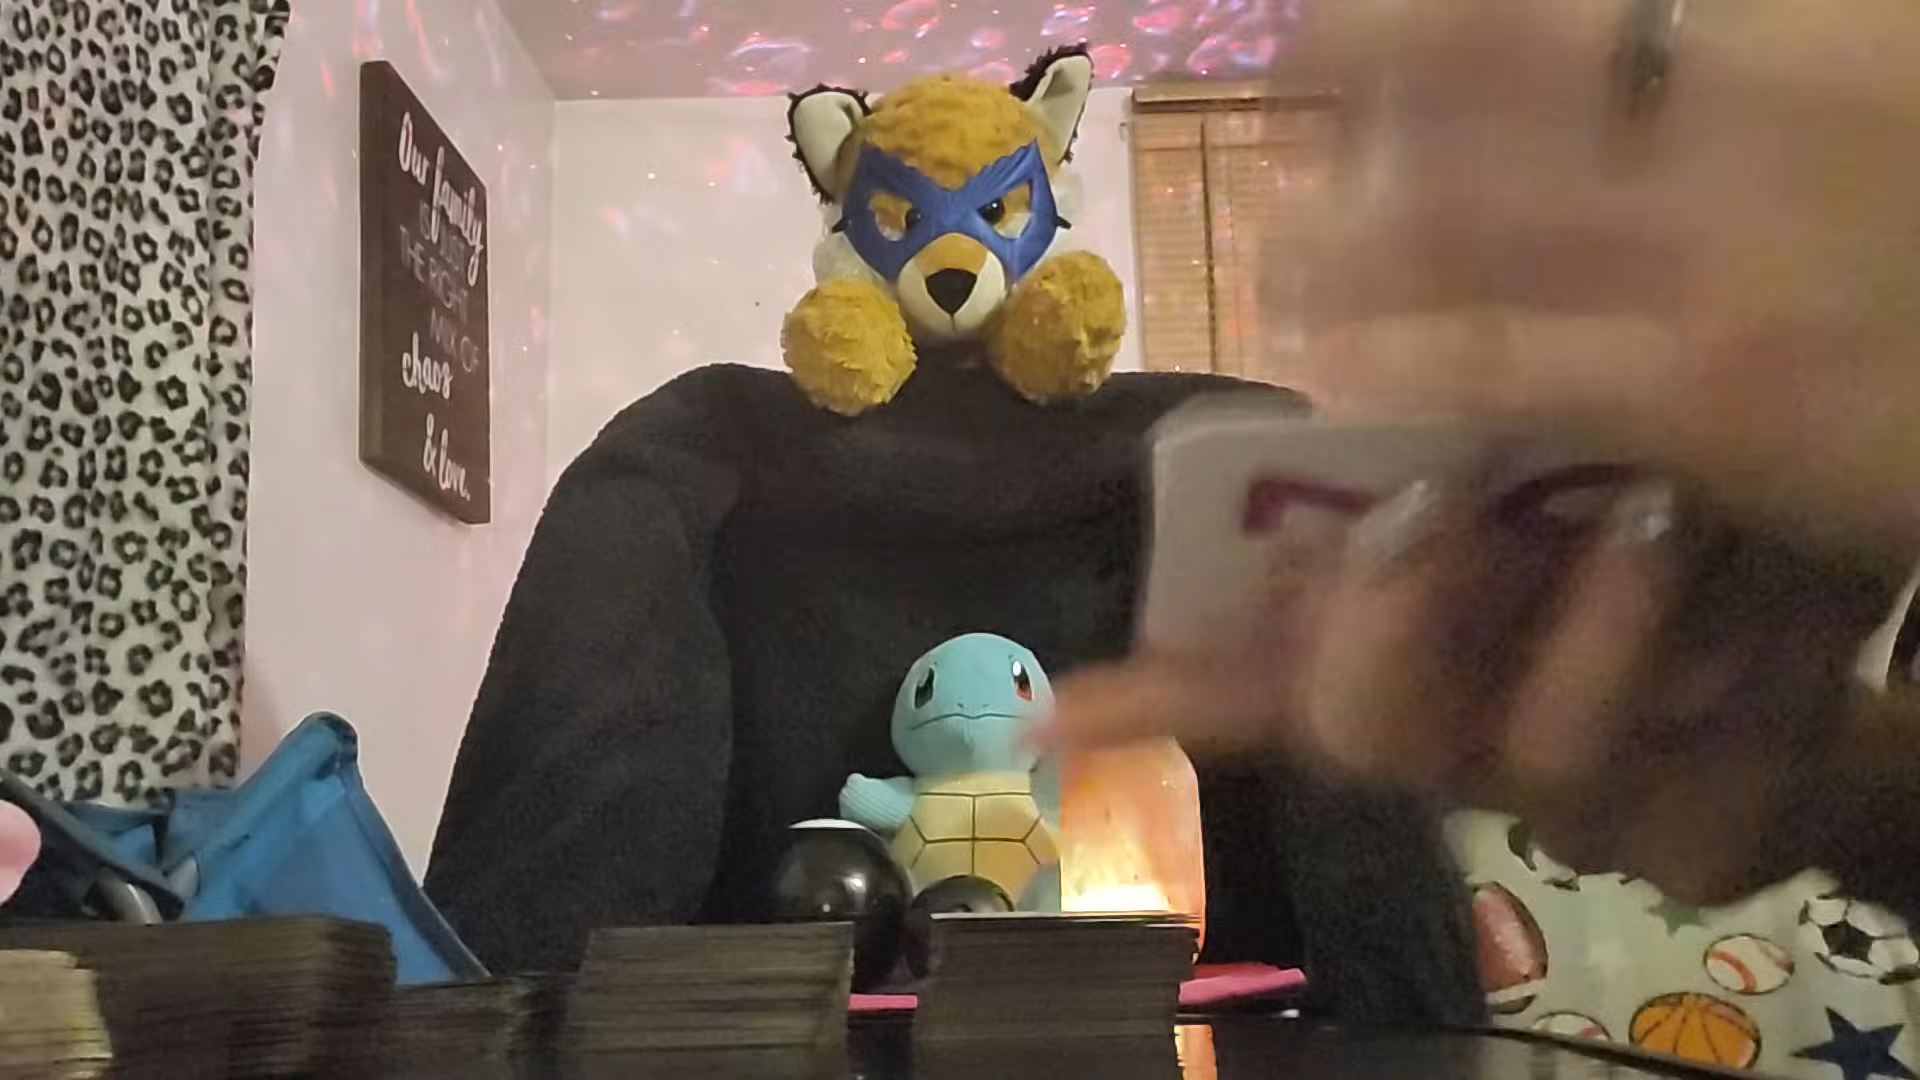 Our family
IS JUST
THE RIGHT
MIX OF
chaos
& love.